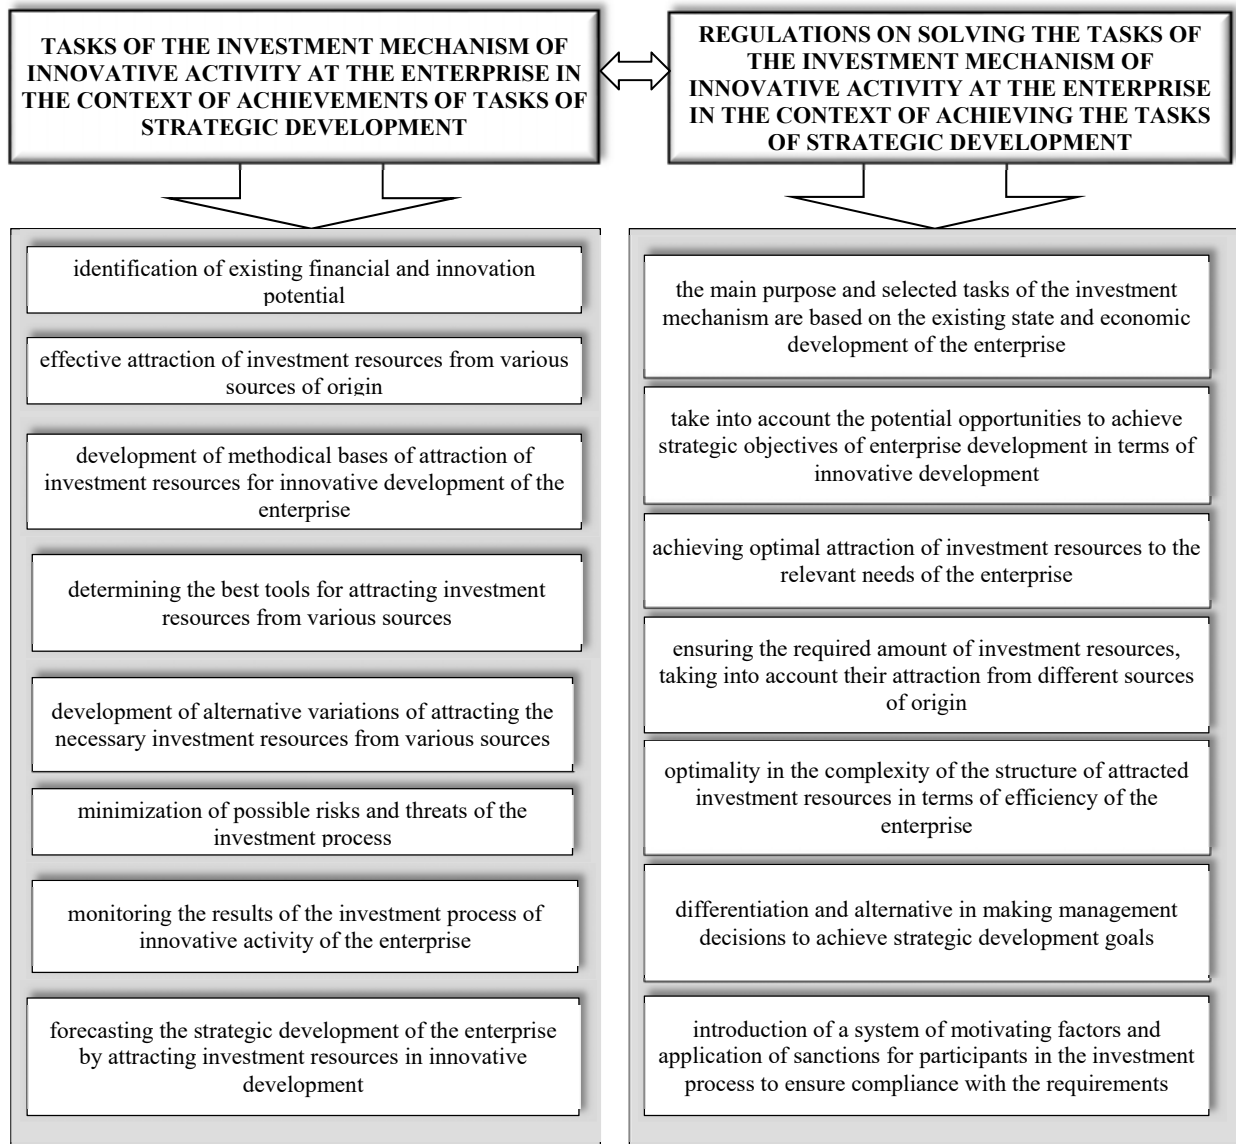 TASKS OF THE INVESTMENT MECHANISM OF
INNOVATIVE ACTIVITY AT THE ENTERPRISE IN
THE CONTEXT OF ACHIEVEMENTS OF TASKS OF
STRATEGIC DEVELOPMENT
identification of existing financial and innovation
potential
effective attraction of investment resources from various
sources of origin
development of methodical bases of attraction of
investment resources for innovative development of the
enterprise
determining the best tools for attracting investment
resources from various sources
development of alternative variations of attracting the
necessary investment resources from various sources
minimization of possible risks and threats of the
investment process
monitoring the results of the investment process of
innovative activity of the enterprise
forecasting the strategic development of the enterprise
by attracting investment resources in innovative
development
REGULATIONS ON SOLVING THE TASKS OF
THE INVESTMENT MECHANISM OF
INNOVATIVE ACTIVITY AT THE ENTERPRISE
IN THE CONTEXT OF ACHIEVING THE TASKS
OF STRATEGIC DEVELOPMENT
the main purpose and selected tasks of the investment
mechanism are based on the existing state and economic
development of the enterprise
take into account the potential opportunities to achieve
strategic objectives of enterprise development in terms of
innovative development
achieving optimal attraction of investment resources to the
relevant needs of the enterprise
ensuring the required amount of investment resources,
taking into account their attraction from different sources
of origin
optimality in the complexity of the structure of attracted
investment resources in terms of efficiency of the
enterprise
differentiation and alternative in making management
decisions to achieve strategic development goals
introduction of a system of motivating factors and
application of sanctions for participants in the investment
process to ensure compliance with the requirements